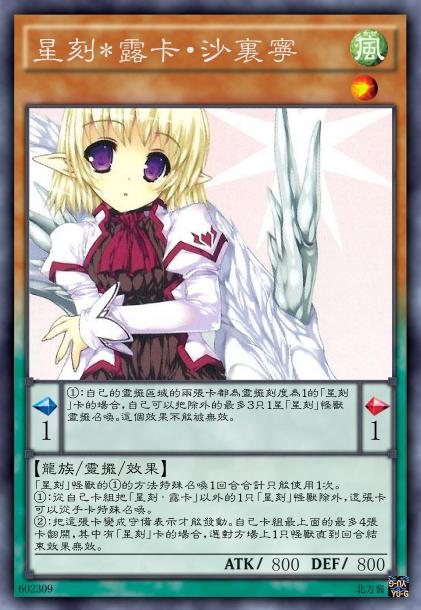 星刻*露卡•沙裏寧
風
①:自己的靈擺區域的兩張卡都為靈擺刻度為1的「星刻
」卡的場合,自己可以把除外的最多3只1星「星刻」怪獸
靈擺召喚。這個效果不能被無效。
1
1
【龍族/靈擺/效果】
「星刻」怪獸的①的方法特殊召喚1回合合計只能使用1次。
①:從自己卡組把「星刻·露卡」以外的1只「星刻」怪獸除外,這張卡
可以從手卡特殊召喚。
②:把這張卡變成守備表示才能發動。自己卡組最上面的最多4張
卡翻開,其中有「星刻」卡的場合,選對方場上1只怪獸直到回合結
束效果無效。
ATK/ 800 DEF/ 800
602309
北方酱
YU-G